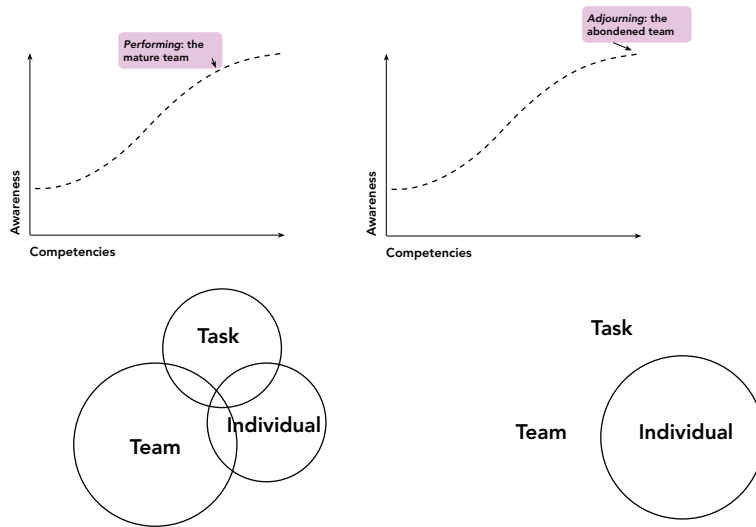 Performing: the
mature team
Awareness
Competencies
Adjourning: the
abondened team
Awareness
Competencies
Task
Team
Individual
Task
Team
Individual